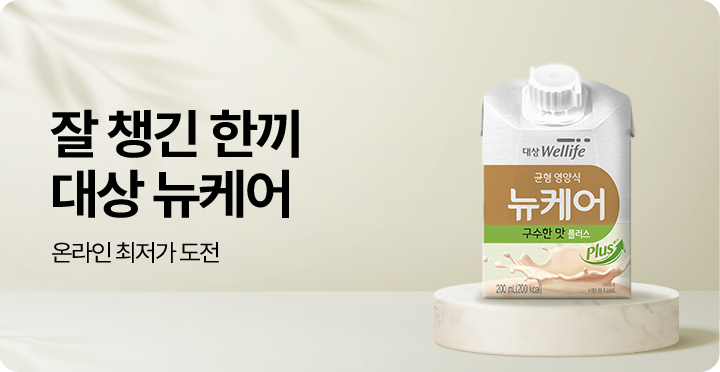 잘 챙긴 한끼
대상 뉴케어
온라인 최저가 도전
대상 Wellife
균형 영양식
뉴케어
구수한 맛 플러스
Plus
200 mL(200 kcal)